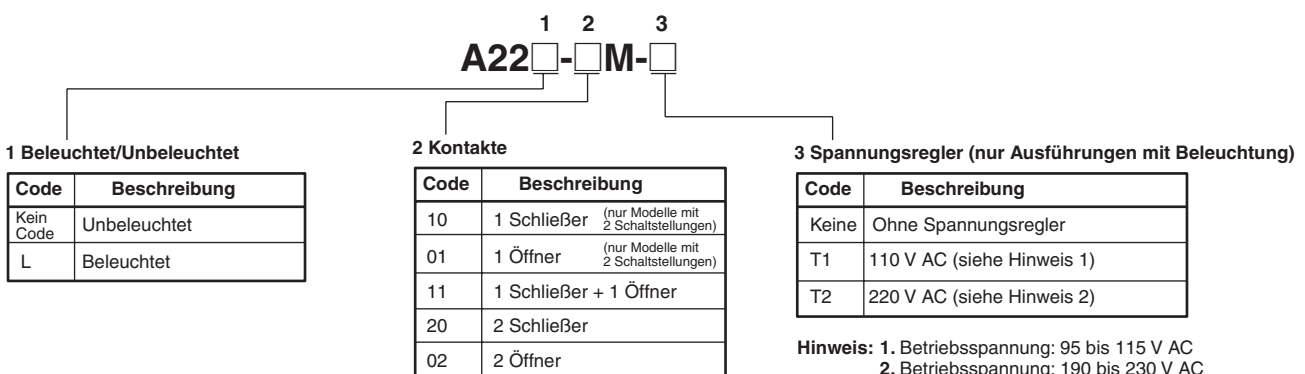 1 2 3
A22□-□M-□
1 Beleuchtet/Unbeleuchtet
Code Beschreibung
Kein Code Unbeleuchtet
L Beleuchtet
2 Kontakte
Code Beschreibung
10 1 Schließer (nur Modelle mit 2 Schaltstellungen)
01 1 Öffner (nur Modelle mit 2 Schaltstellungen)
11 1 Schließer + 1 Öffner
20 2 Schließer
02 2 Öffner
3 Spannungsregler (nur Ausführungen mit Beleuchtung)
Code Beschreibung
Keine Ohne Spannungsregler
T1 110 V AC (siehe Hinweis 1)
T2 220 V AC (siehe Hinweis 2)
Hinweis: 1. Betriebsspannung: 95 bis 115 V AC
2. Betriebsspannung: 190 bis 230 V AC